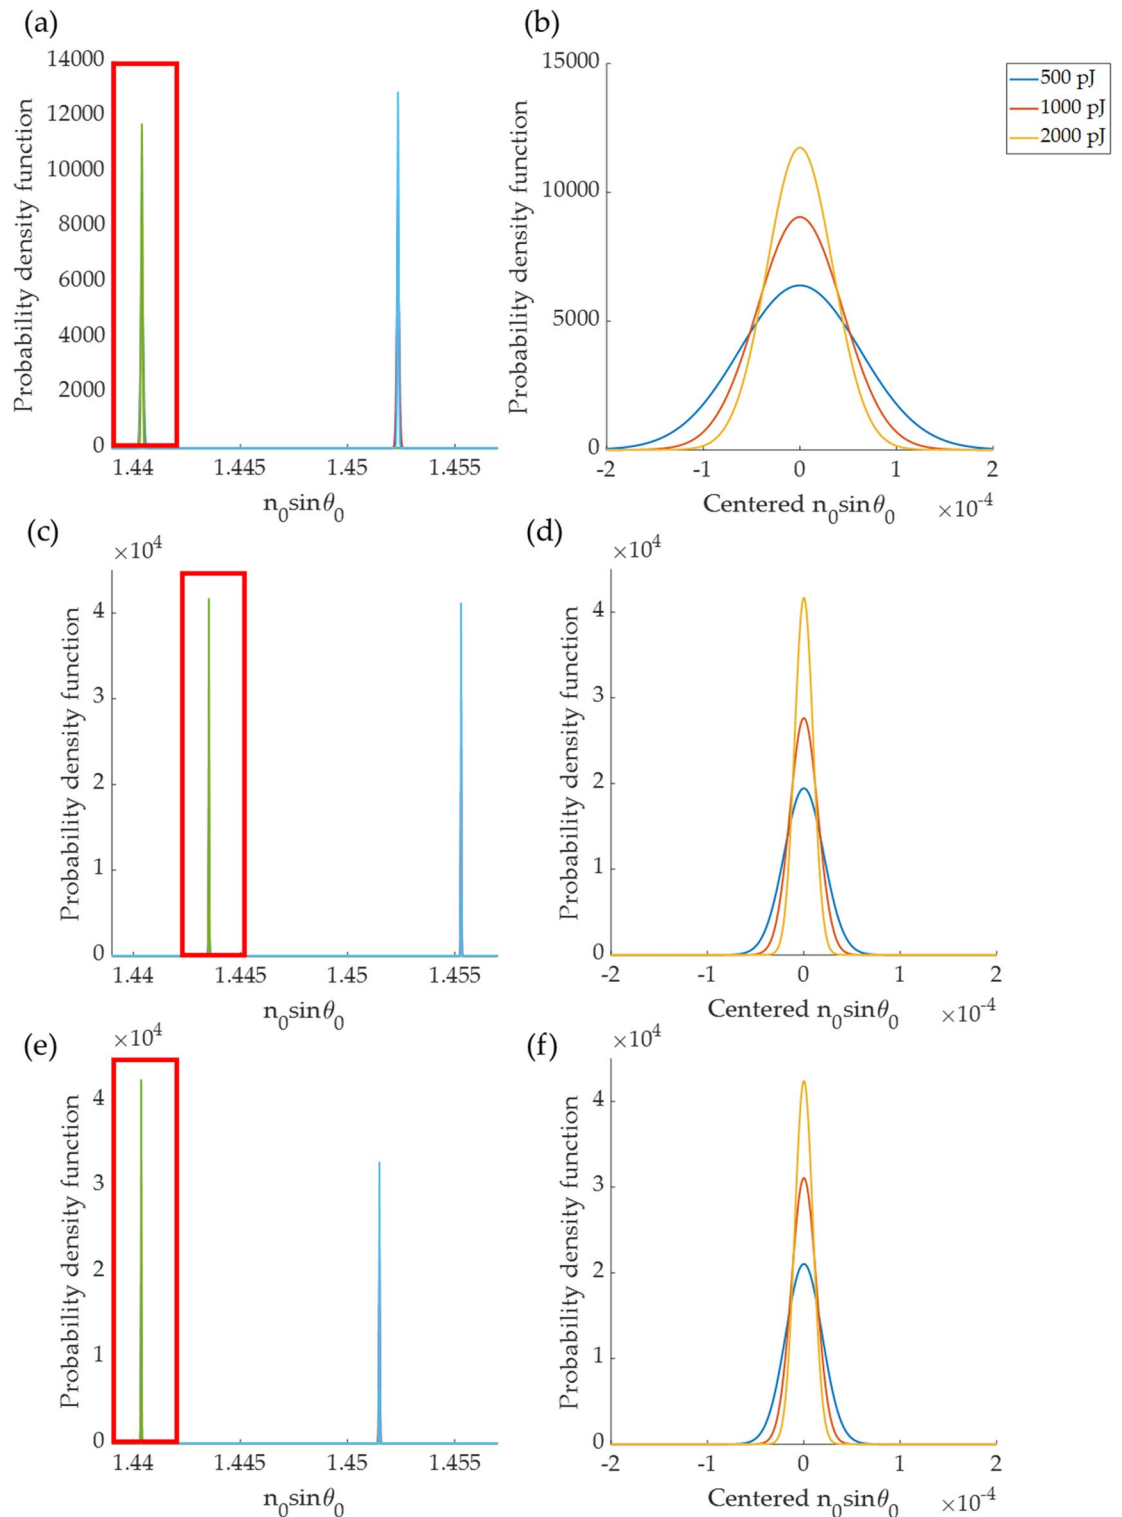 (a)
14000
12000
10000
8000
6000
4000
2000
0
Probability density function
1.44 1.445 1.45 1.455
n₀sinθ₀
(b)
15000
10000
5000
0
Probability density function
-2 -1 0 1 2
Centered n₀sinθ₀ ×10⁻⁴
500 pJ
1000 pJ
2000 pJ
(c)
×10⁴
4
3
2
1
0
Probability density function
1.44 1.445 1.45 1.455
n₀sinθ₀
(d)
×10⁴
4
3
2
1
0
Probability density function
-2 -1 0 1 2
Centered n₀sinθ₀ ×10⁻⁴
(e)
×10⁴
4
3
2
1
0
Probability density function
1.44 1.445 1.45 1.455
n₀sinθ₀
(f)
×10⁴
4
3
2
1
0
Probability density function
-2 -1 0 1 2
Centered n₀sinθ₀ ×10⁻⁴